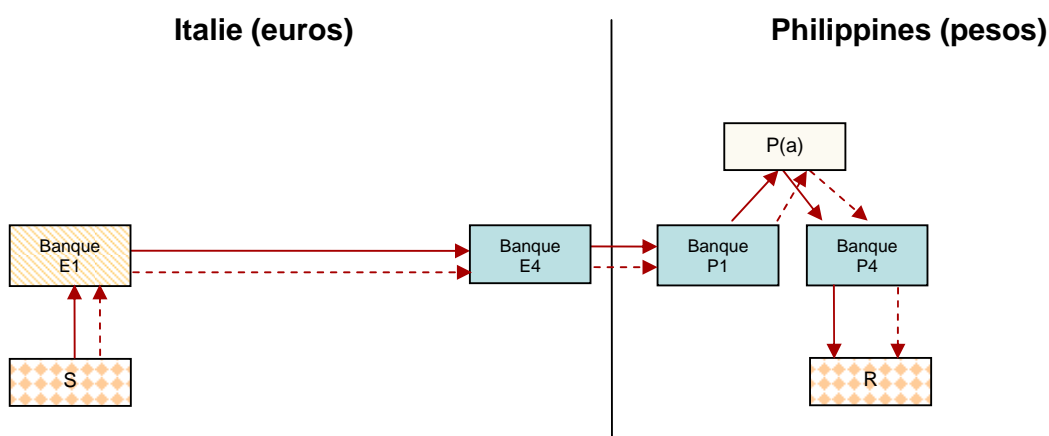 Italie (euros)
Philippines (pesos)
P(a)
Banque
E1
Banque
E4
Banque
P1
Banque
P4
S
R